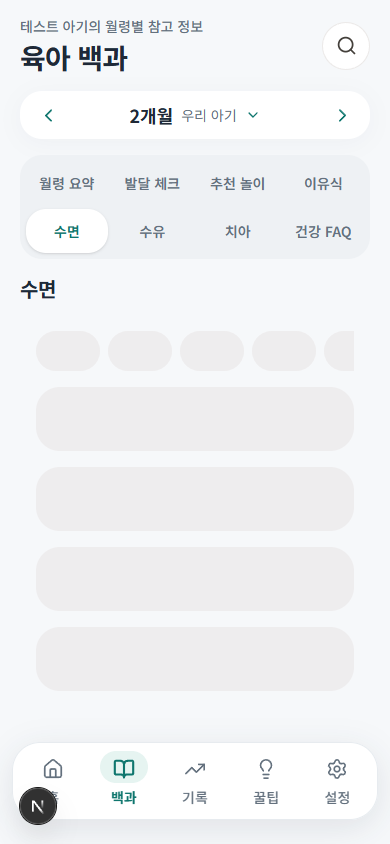 테스트 아기의 월령별 참고 정보
육아 백과
2개월 우리 아기
월령 요약 발달 체크 추천 놀이 이유식
수면 수유 치아 건강 FAQ
수면
백과 기록 꿀팁 설정
N